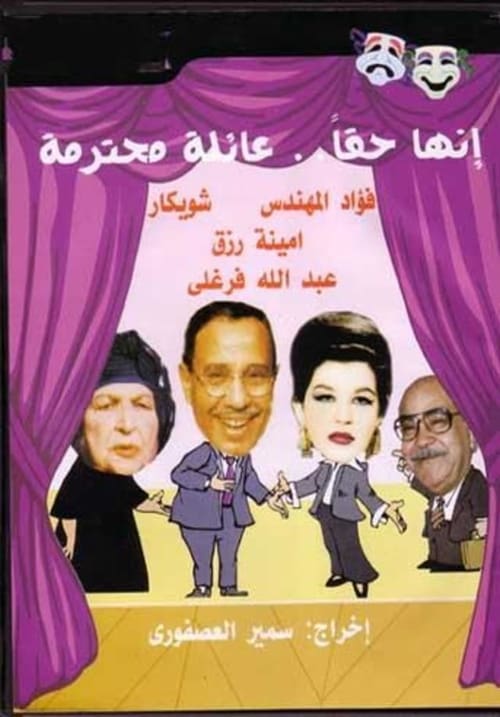 إنها حقاً.. عائلة محترمة
فؤاد المهندس شويكار
امينة رزق
عبد الله فرغلى
إخراج: سمير العصفورى